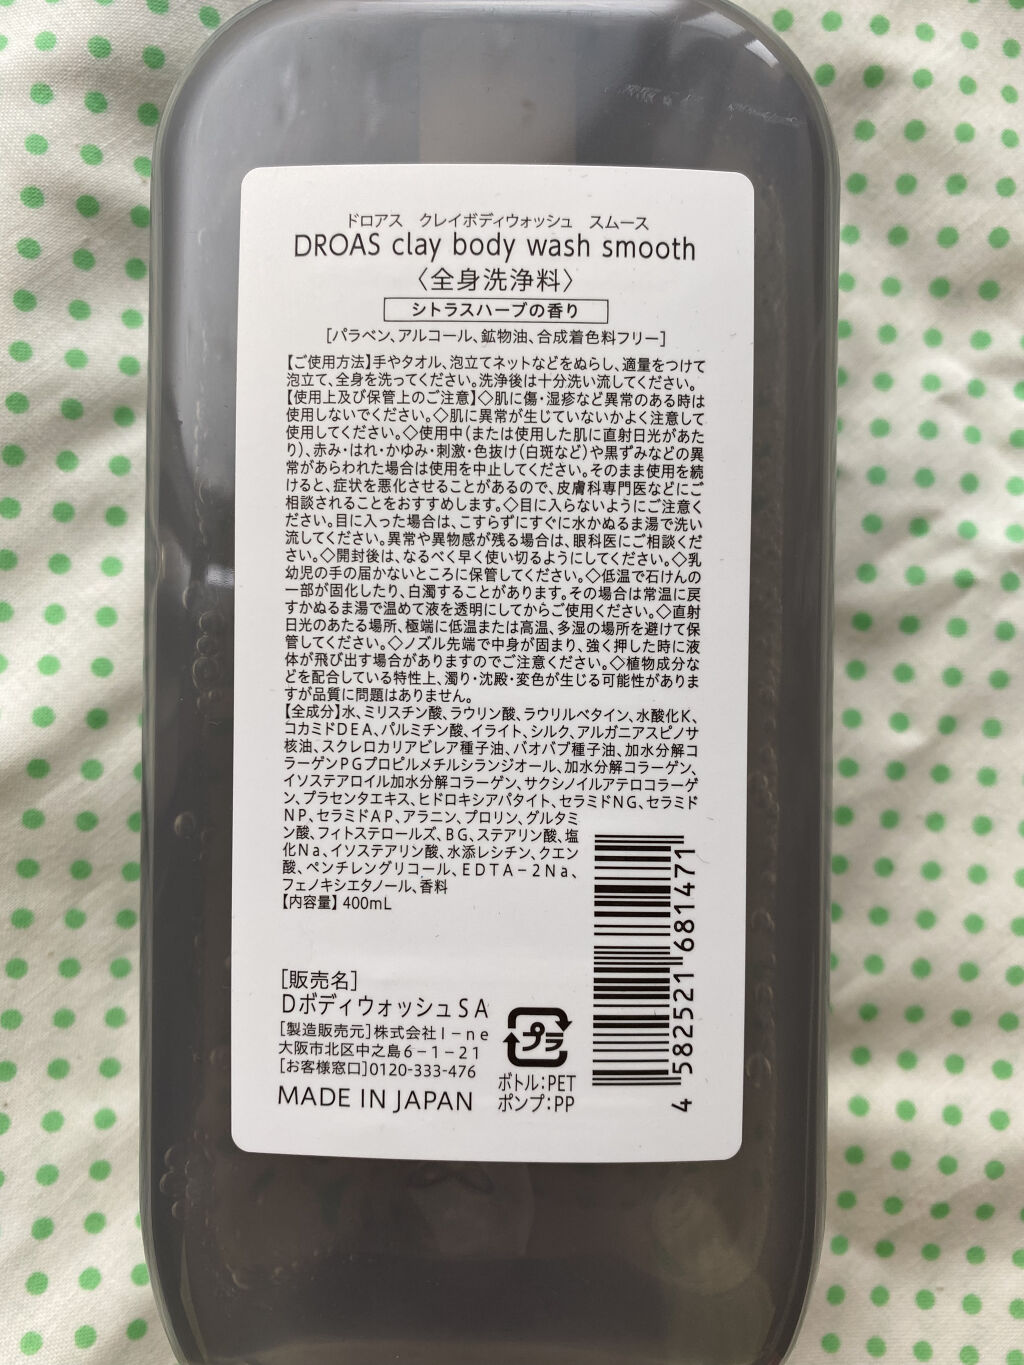 ドロアス クレイボディウォッシュ スムース
DROAS clay body wash smooth
〈全身洗浄料〉
シトラスハーブの香り
[パラベン、アルコール、鉱物油、合成着色料フリー]
【ご使用方法】手やタオル、泡立てネットなどをぬらし、適量をつけて
泡立て、全身を洗ってください。洗浄後は十分洗い流してください。
【使用上及び保管上のご注意】◇肌に傷・湿疹など異常のある時は
使用しないでください。◇肌に異常が生じていないかよく注意して
使用してください。◇使用中(または使用した肌に直射日光があた
り)、赤み・はれ・かゆみ・刺激・色抜け(白斑など)や黒ずみなどの異
常があらわれた場合は使用を中止してください。そのまま使用を続
けると、症状を悪化させることがあるので、皮膚科専門医などにご
相談されることをおすすめします。◇目に入らないようにご注意く
ださい。目に入った場合は、こすらずにすぐに水かぬるま湯で洗い
流してください。異常や異物感が残る場合は、眼科医にご相談くだ
さい。◇開封後は、なるべく早く使い切るようにしてください。◇乳
幼児の手の届かないところに保管してください。◇低温で石けんの
一部が固化したり、白濁することがあります。その場合は常温に戻
すかぬるま湯で温めて液を透明にしてからご使用ください。◇直射
日光のあたる場所、極端に低温または高温、多湿の場所を避けて保
管してください。◇ノズル先端で中身が固まり、強く押した時に液
体が飛び出す場合がありますのでご注意ください。◇植物成分な
どを配合している特性上、濁り・沈殿・変色が生じる可能性がありま
すが品質に問題はありません。
【全成分】水、ミリスチン酸、ラウリン酸、ラウリルベタイン、水酸化K、
コカミドDEA、パルミチン酸、イライト、シルク、アルガニアスピノサ
核油、スクレロカリアビレア種子油、バオバブ種子油、加水分解コ
ラーゲンPGプロピルメチルシランジオール、加水分解コラーゲン、
イソステアロイル加水分解コラーゲン、サクシノイルアテロコラーゲ
ン、プラセンタエキス、ヒドロキシアパタイト、セラミドNG、セラミド
NP、セラミドAP、アラニン、プロリン、グルタミ
ン酸、フィトステロールズ、BG、ステアリン酸、塩
化Na、イソステアリン酸、水添レシチン、クエン
酸、ペンチレングリコール、EDTA－2Na、
フェノキシエタノール、香料
【内容量】400mL
[販売名]
DボディウォッシュSA
[製造販売元]株式会社I－ne
大阪市北区中之島6－1－21
[お客様窓口]0120-333-476
MADE IN JAPAN
プラ
ボトル:PET
ポンプ:PP
4 582521 681471